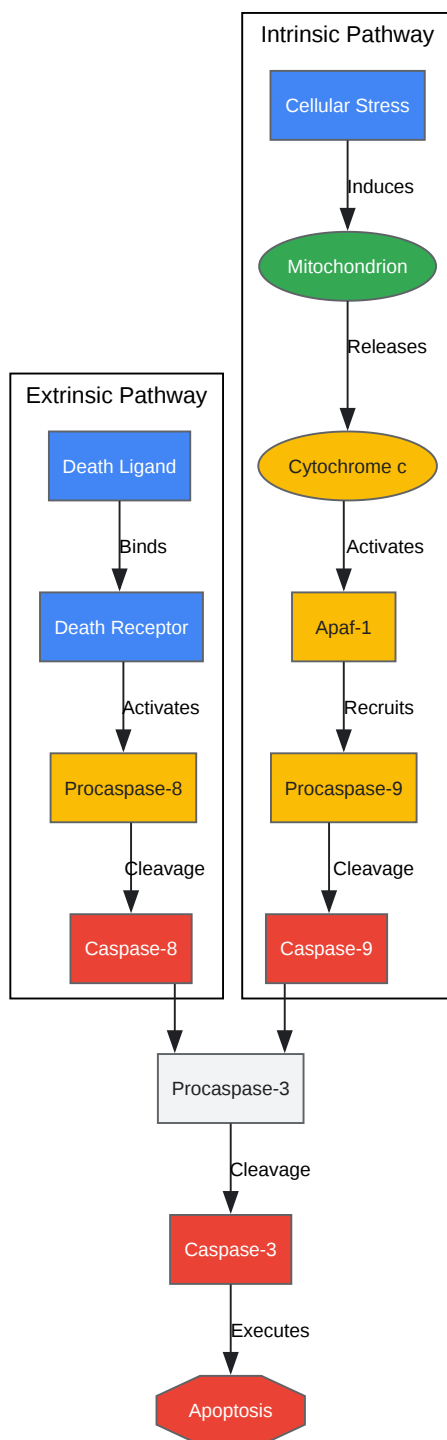 Intrinsic Pathway
Cellular Stress
Induces
Mitochondrion
Releases
Cytochrome c
Activates
Apaf-1
Recruits
Procaspase-9
Cleavage
Caspase-9
Extrinsic Pathway
Death Ligand
Binds
Death Receptor
Activates
Procaspase-8
Cleavage
Caspase-8
Procaspase-3
Cleavage
Caspase-3
Executes
Apoptosis